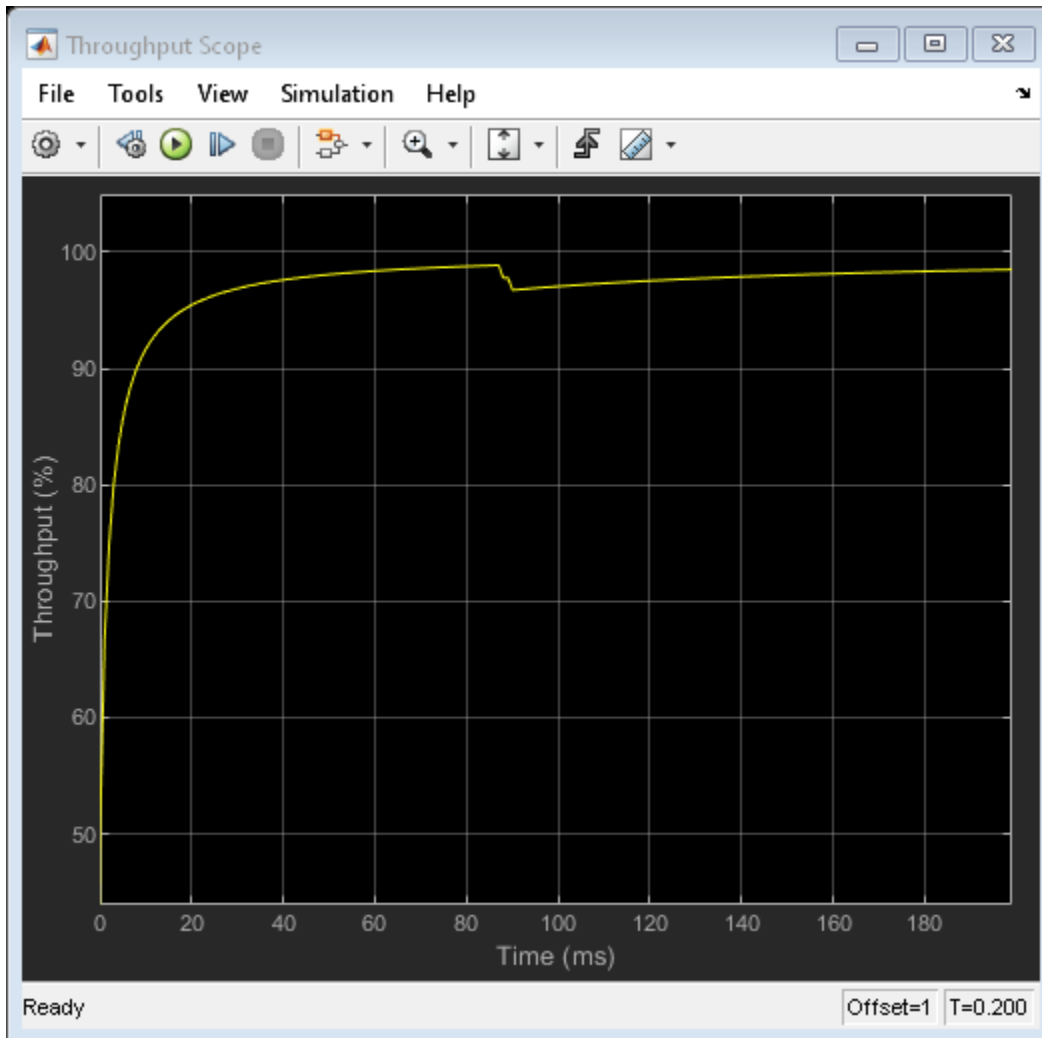 Throughput Scope
File Tools View Simulation Help
100
90
80
70
60
50
Throughput (%)
0 20 40 60 80 100 120 140 160 180
Time (ms)
Ready Offset=1 T=0.200